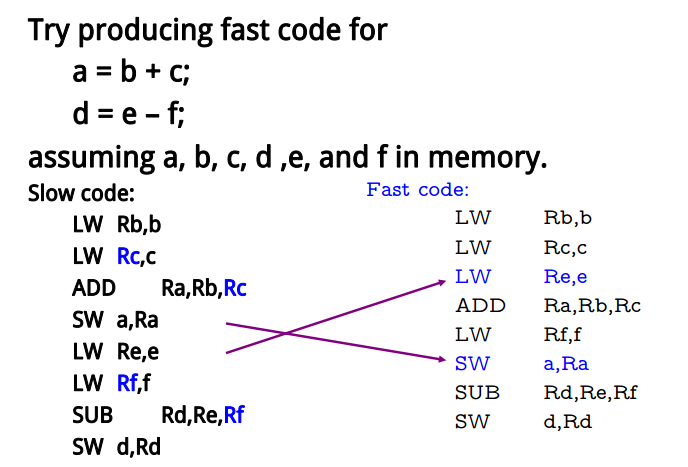 Try producing fast code for
a = b + c;
d = e – f;
assuming a, b, c, d ,e, and f in memory.
Slow code:
LW Rb,b
LW Rc,c
ADD Ra,Rb,Rc
SW a,Ra
LW Re,e
LW Rf,f
SUB Rd,Re,Rf
SW d,Rd
Fast code:
LW Rb,b
LW Rc,c
LW Re,e
ADD Ra,Rb,Rc
LW Rf,f
SW a,Ra
SUB Rd,Re,Rf
SW d,Rd